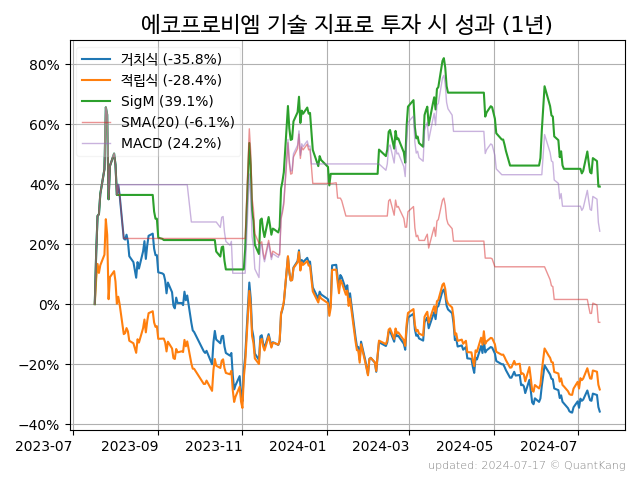 에코프로비엠 기술 지표로 투자 시 성과 (1년)
거치식 (-35.8%)
적립식 (-28.4%)
SigM (39.1%)
SMA(20) (-6.1%)
MACD (24.2%)
80%
60%
40%
20%
0%
−20%
−40%
2023-07 2023-09 2023-11 2024-01 2024-03 2024-05 2024-07
updated: 2024-07-17 © QuantKang